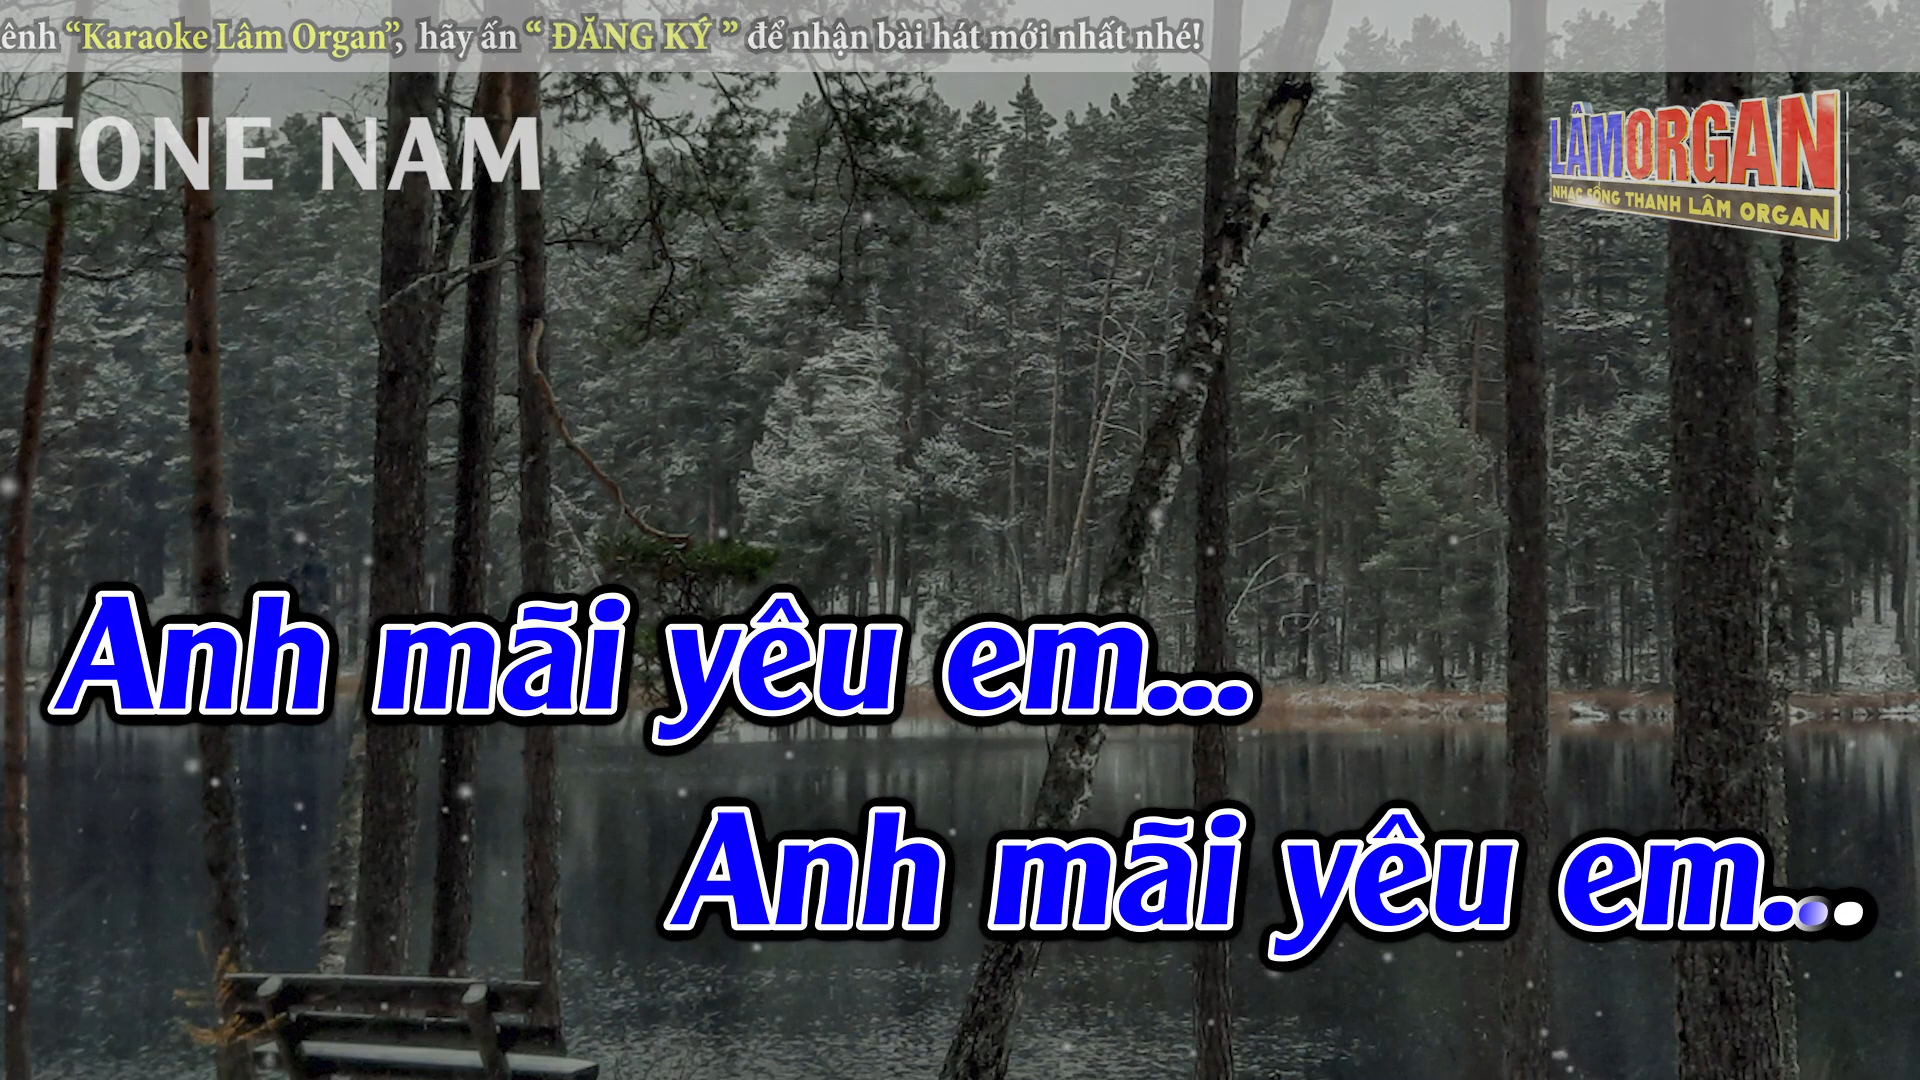 ênh “Karaoke Lâm Organ”, hãy ấn “ ĐĂNG KÝ ” để nhận bài hát mới nhất nhé!
TONE NAM
LÂMORGAN
NHẠC SỐNG THANH LÂM ORGAN
Anh mãi yêu em...
Anh mãi yêu em...